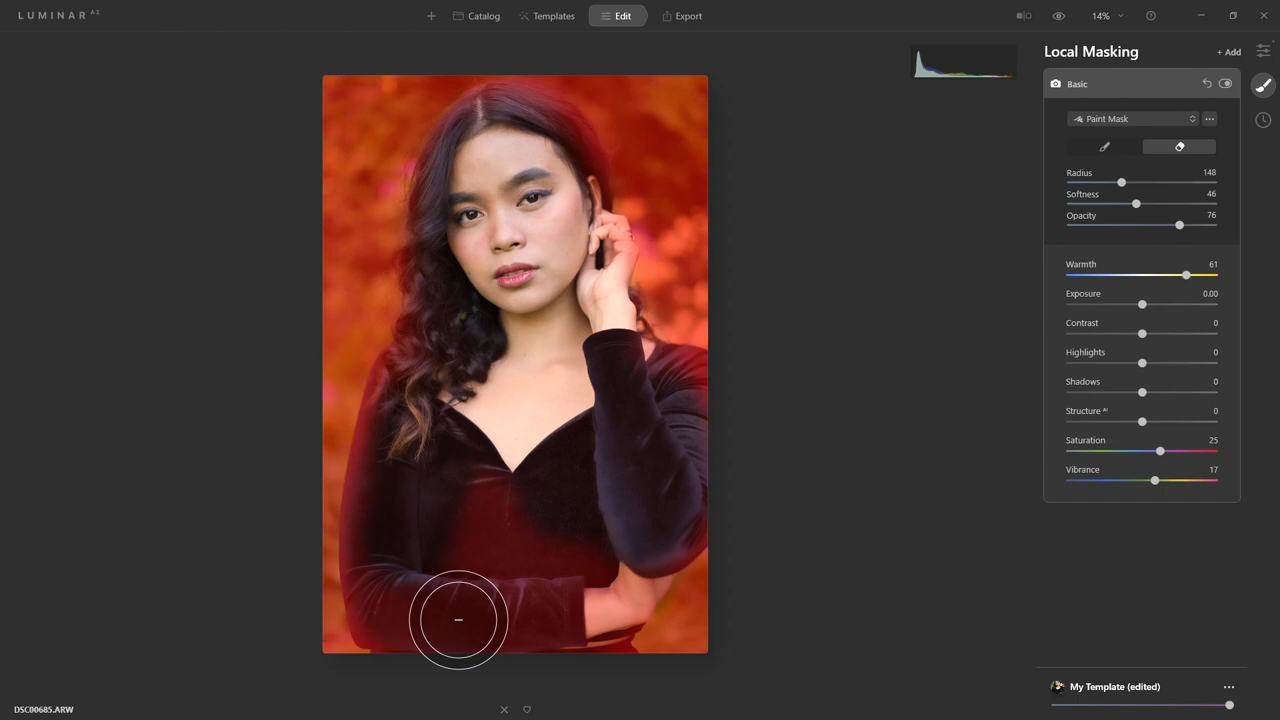 LUMINAR AI
Catalog
Templates
Edit
Export
14%
Local Masking
+ Add
Basic
Paint Mask
Radius 148
Softness 46
Opacity 76
Warmth 61
Exposure 0.00
Contrast 0
Highlights 0
Shadows 0
Structure AI 0
Saturation 25
Vibrance 17
My Template (edited)
DSC00685.ARW